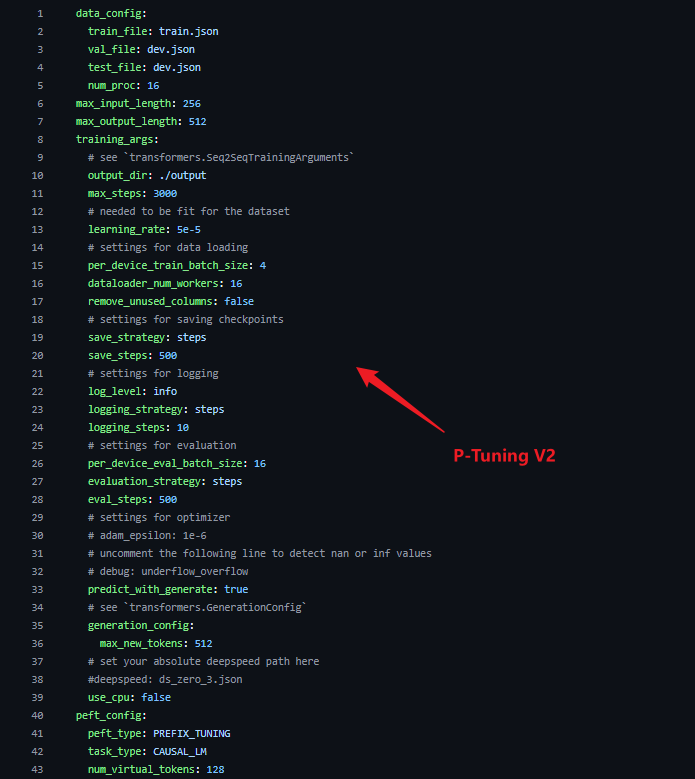 1 data_config:
2 train_file: train.json
3 val_file: dev.json
4 test_file: dev.json
5 num_proc: 16
6 max_input_length: 256
7 max_output_length: 512
8 training_args:
9 # see `transformers.Seq2SeqTrainingArguments`
10 output_dir: ./output
11 max_steps: 3000
12 # needed to be fit for the dataset
13 learning_rate: 5e-5
14 # settings for data loading
15 per_device_train_batch_size: 4
16 dataloader_num_workers: 16
17 remove_unused_columns: false
18 # settings for saving checkpoints
19 save_strategy: steps
20 save_steps: 500
21 # settings for logging
22 log_level: info
23 logging_strategy: steps
24 logging_steps: 10
25 # settings for evaluation
26 per_device_eval_batch_size: 16
27 evaluation_strategy: steps
28 eval_steps: 500
29 # settings for optimizer
30 # adam_epsilon: 1e-6
31 # uncomment the following line to detect nan or inf values
32 # debug: underflow_overflow
33 predict_with_generate: true
34 # see `transformers.GenerationConfig`
35 generation_config:
36 max_new_tokens: 512
37 # set your absolute deepspeed path here
38 #deepspeed: ds_zero_3.json
39 use_cpu: false
40 peft_config:
41 peft_type: PREFIX_TUNING
42 task_type: CAUSAL_LM
43 num_virtual_tokens: 128
P-Tuning V2